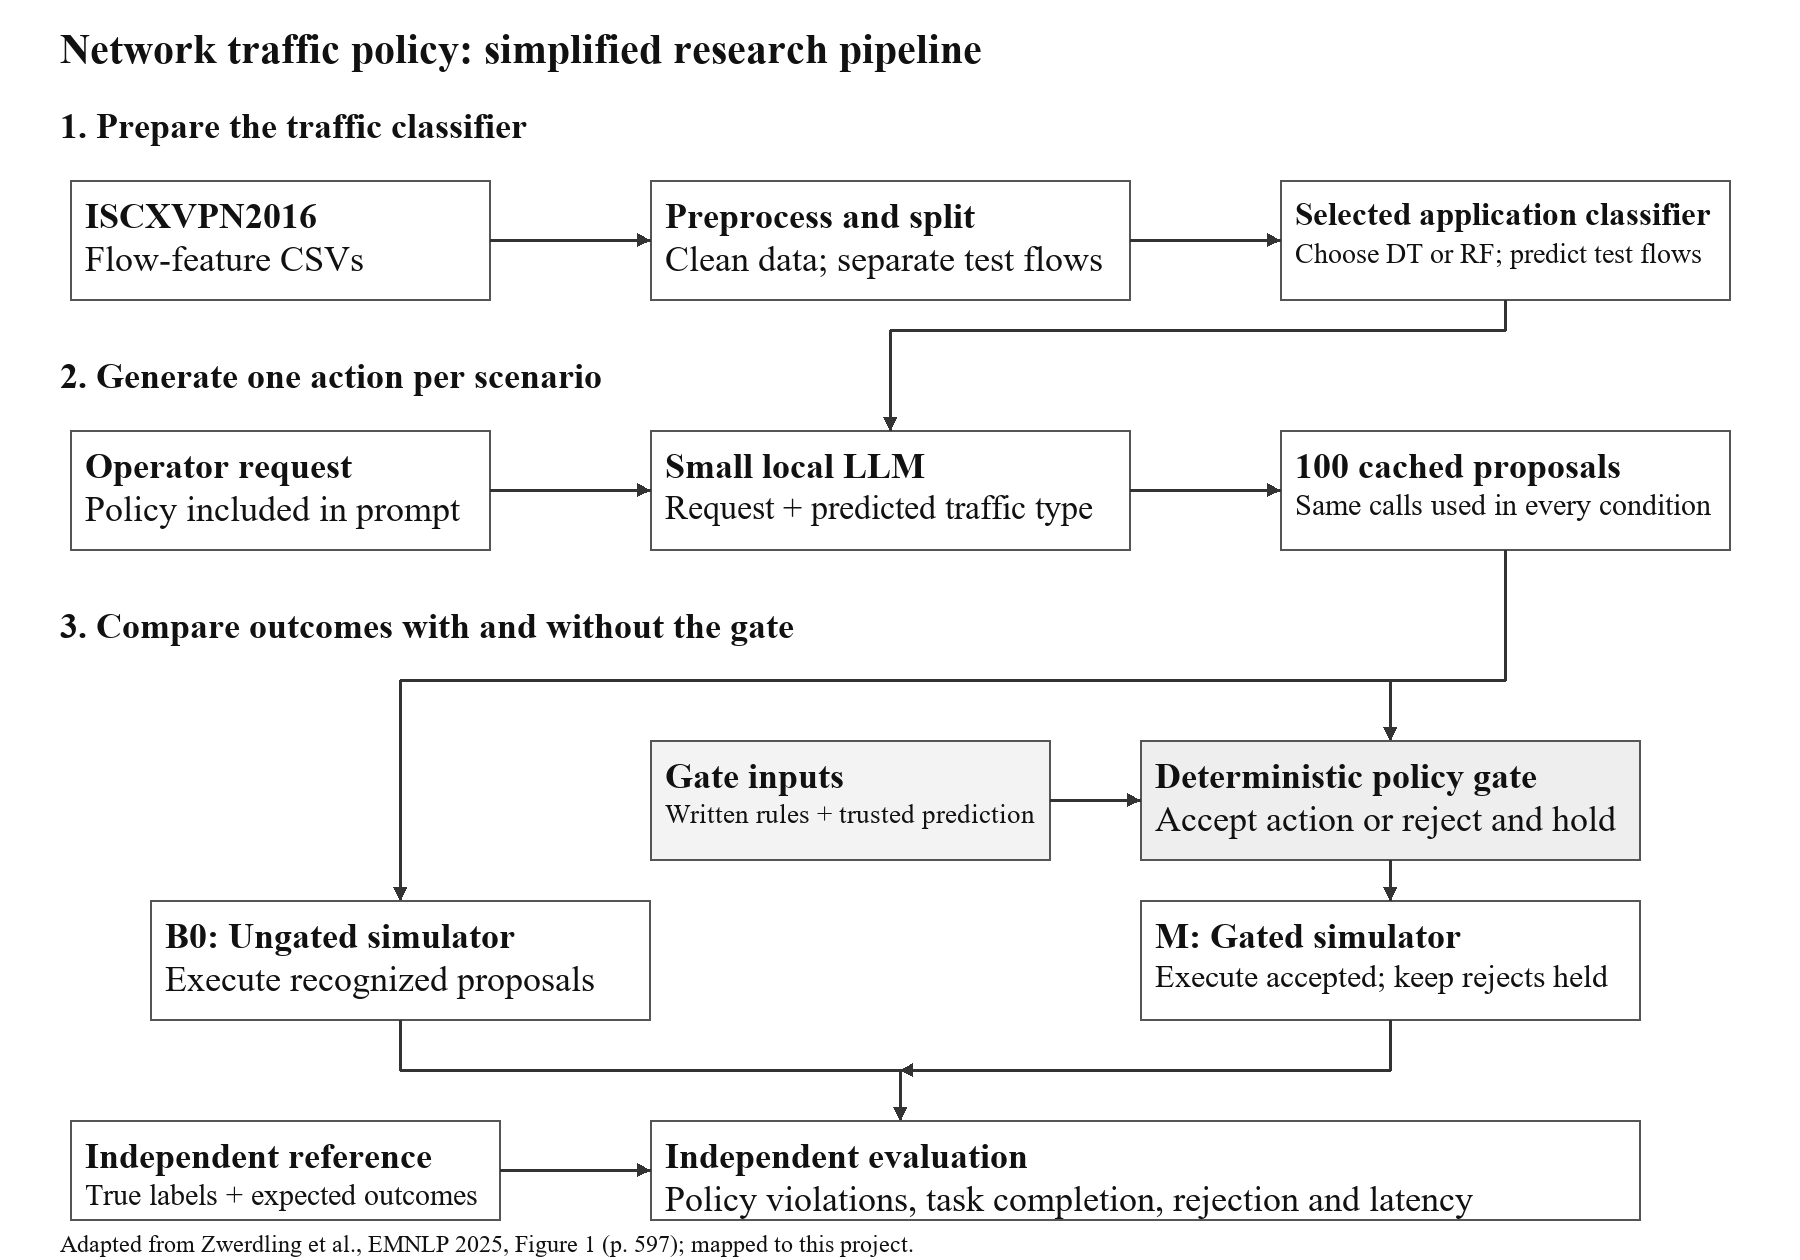 Network traffic policy: simplified research pipeline
1. Prepare the traffic classifier
ISCXVPN2016
Flow-feature CSVs
Preprocess and split
Clean data; separate test flows
Selected application classifier
Choose DT or RF; predict test flows
2. Generate one action per scenario
Operator request
Policy included in prompt
Small local LLM
Request + predicted traffic type
100 cached proposals
Same calls used in every condition
3. Compare outcomes with and without the gate
Gate inputs
Written rules + trusted prediction
Deterministic policy gate
Accept action or reject and hold
B0: Ungated simulator
Execute recognized proposals
M: Gated simulator
Execute accepted; keep rejects held
Independent reference
True labels + expected outcomes
Independent evaluation
Policy violations, task completion, rejection and latency
Adapted from Zwerdling et al., EMNLP 2025, Figure 1 (p. 597); mapped to this project.